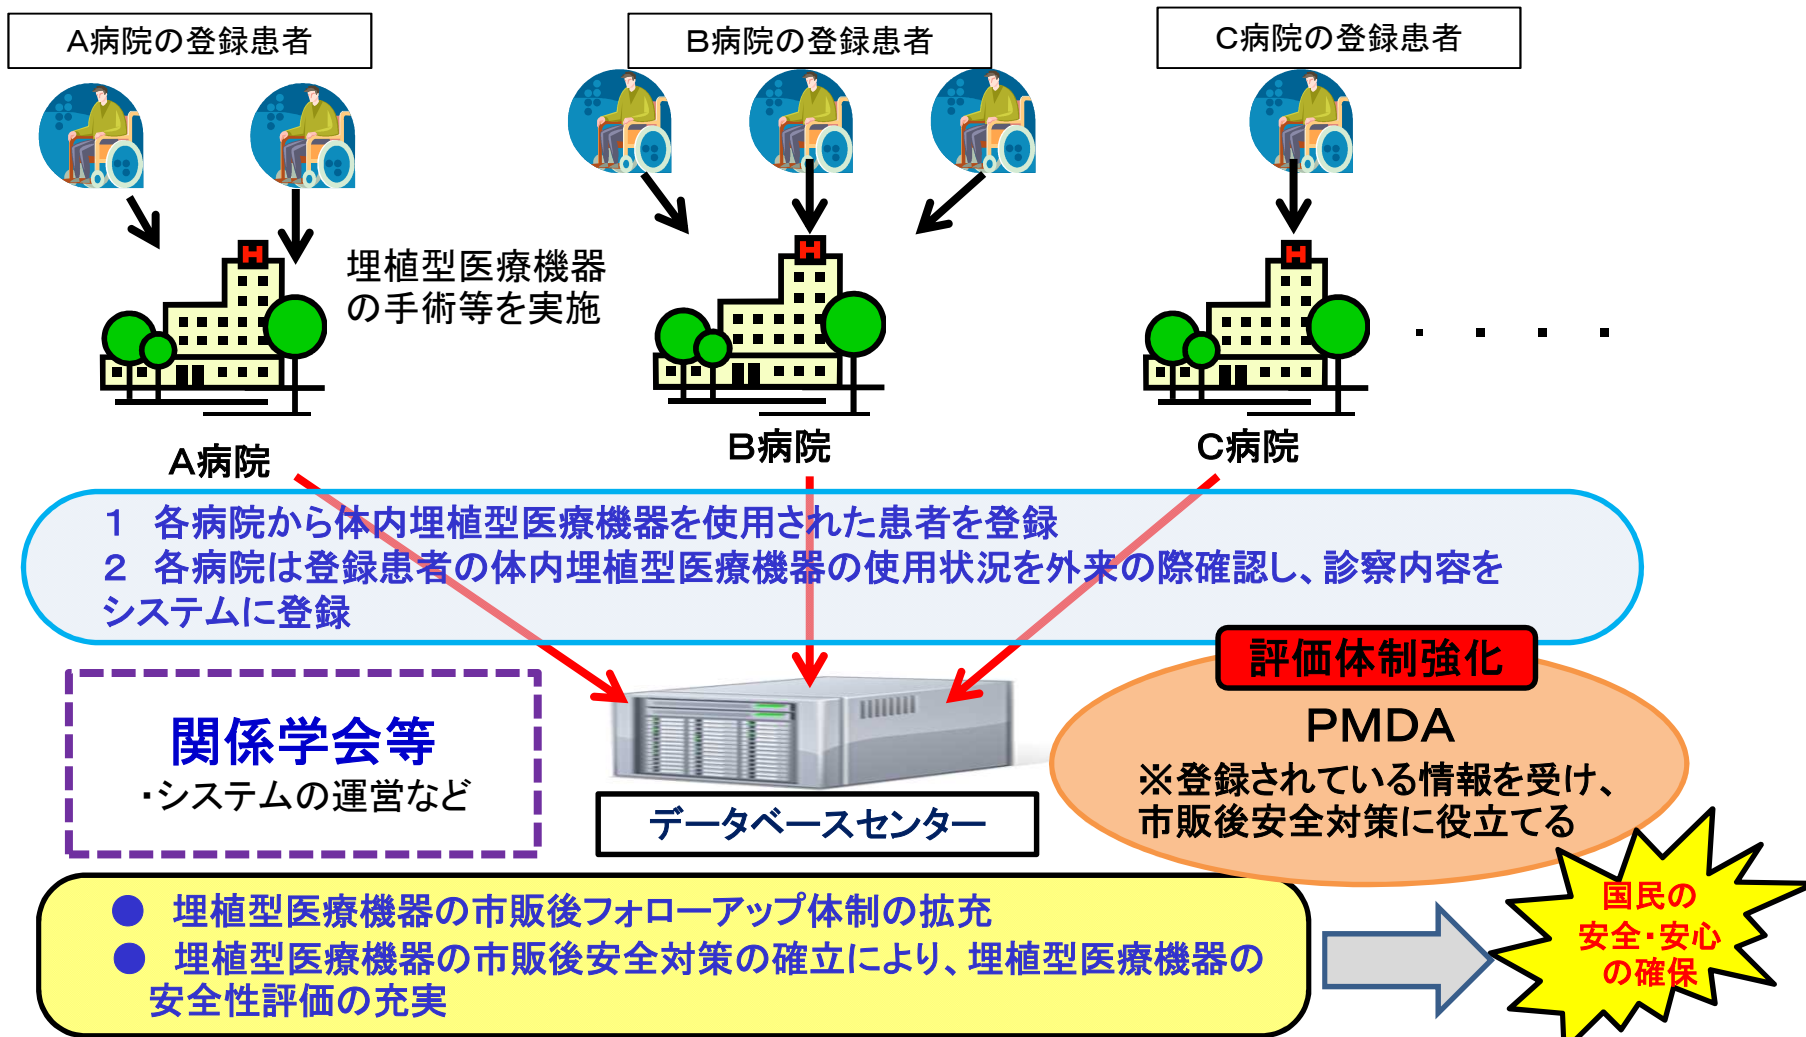 A病院の登録患者
B病院の登録患者
C病院の登録患者
埋植型医療機器
の手術等を実施
・・・・
A病院
B病院
C病院
1 各病院から体内埋植型医療機器を使用された患者を登録
2 各病院は登録患者の体内埋植型医療機器の使用状況を外来の際確認し、診察内容を
システムに登録
評価体制強化
関係学会等
・システムの運営など
データベースセンター
PMDA
※登録されている情報を受け、
市販後安全対策に役立てる
● 埋植型医療機器の市販後フォローアップ体制の拡充
● 埋植型医療機器の市販後安全対策の確立により、埋植型医療機器の
安全性評価の充実
国民の
安全・安心
の確保